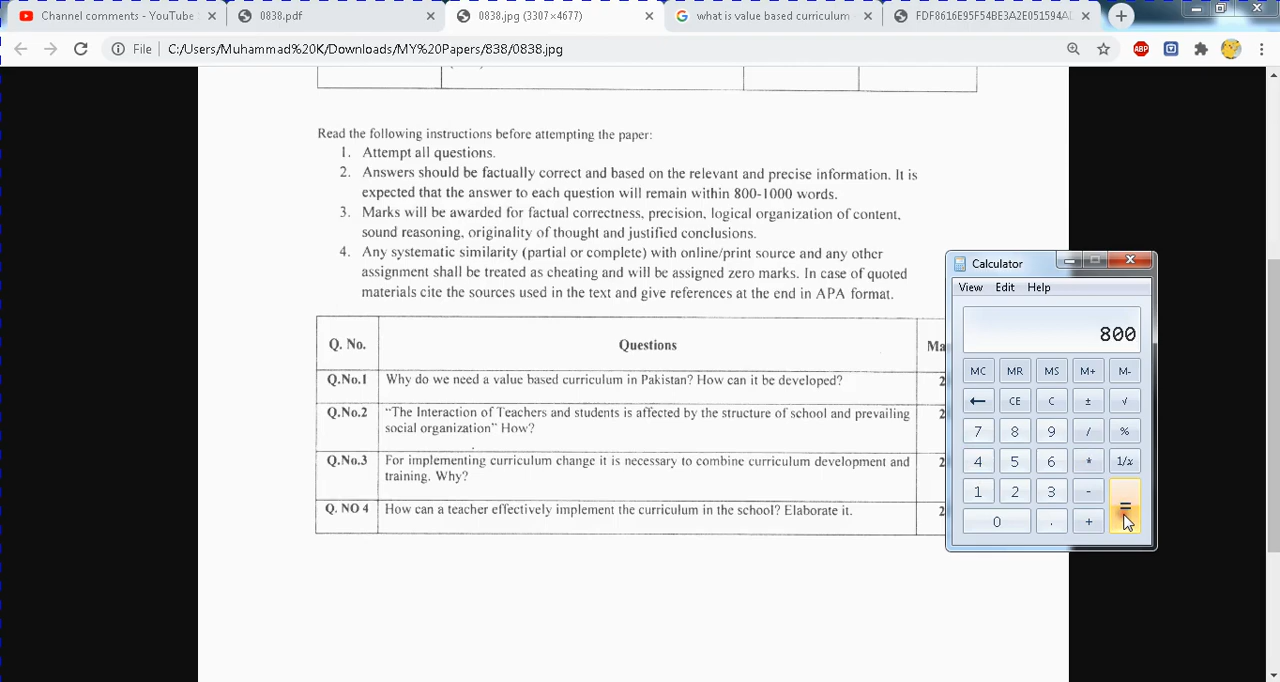 Channel comments - YouTube
0838.pdf
0838.jpg (3307×4677)
what is value based curriculum
FDF8616E95F54BE3A2E051594A
File
C:/Users/Muhammad%20K/Downloads/MY%20Papers/838/0838.jpg
ABP
Read the following instructions before attempting the paper:
1. Attempt all questions.
2. Answers should be factually correct and based on the relevant and precise information. It is
expected that the answer to each question will remain within 800-1000 words.
3. Marks will be awarded for factual correctness, precision, logical organization of content,
sound reasoning, originality of thought and justified conclusions.
4. Any systematic similarity (partial or complete) with online/print source and any other
assignment shall be treated as cheating and will be assigned zero marks. In case of quoted
materials cite the sources used in the text and give references at the end in APA format.
Q. No. Questions Ma
Q.No.1 Why do we need a value based curriculum in Pakistan? How can it be developed? 2
Q.No.2 "The Interaction of Teachers and students is affected by the structure of school and prevailing 2
social organization" How?
Q.No.3 For implementing curriculum change it is necessary to combine curriculum development and 2
training. Why?
Q. NO 4 How can a teacher effectively implement the curriculum in the school? Elaborate it. 2
Calculator
View Edit Help
800
MC MR MS M+ M-
← CE C ± √
7 8 9 / %
4 5 6 * 1/x
1 2 3 - =
0 . +